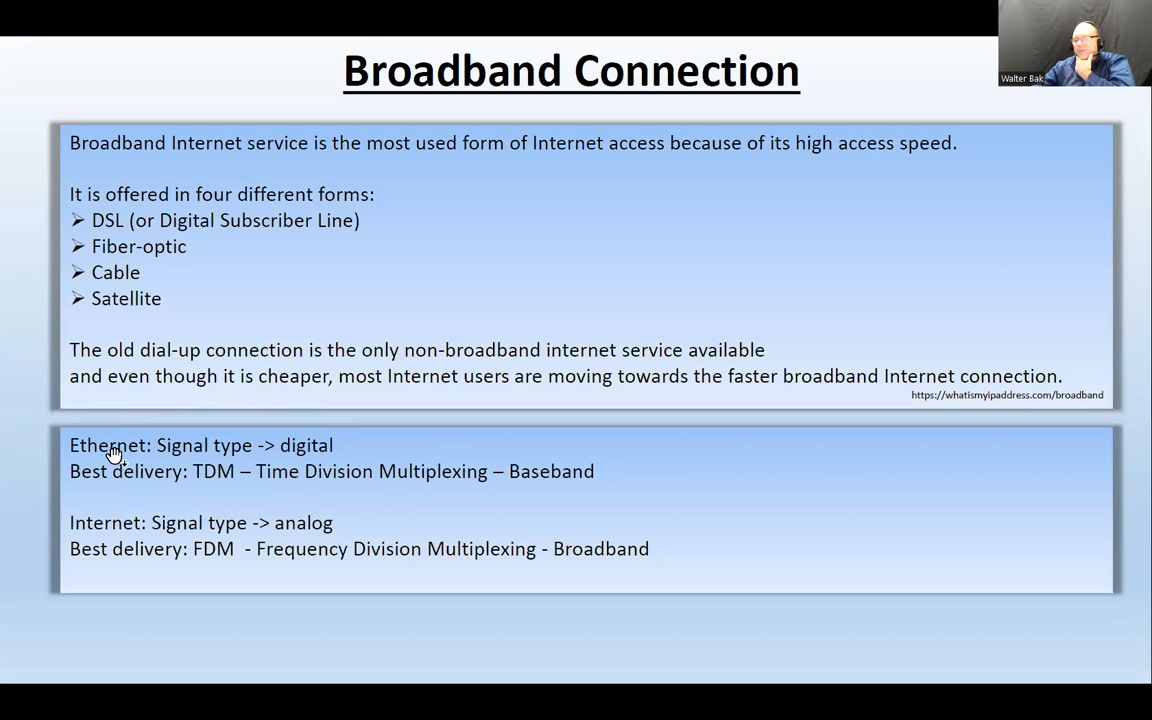 Broadband Connection
Walter Bak
Broadband Internet service is the most used form of Internet access because of its high access speed.
It is offered in four different forms:
➢ DSL (or Digital Subscriber Line)
➢ Fiber-optic
➢ Cable
➢ Satellite
The old dial-up connection is the only non-broadband internet service available
and even though it is cheaper, most Internet users are moving towards the faster broadband Internet connection.
https://whatismyipaddress.com/broadband
Ethernet: Signal type -> digital
Best delivery: TDM – Time Division Multiplexing – Baseband
Internet: Signal type -> analog
Best delivery: FDM - Frequency Division Multiplexing - Broadband